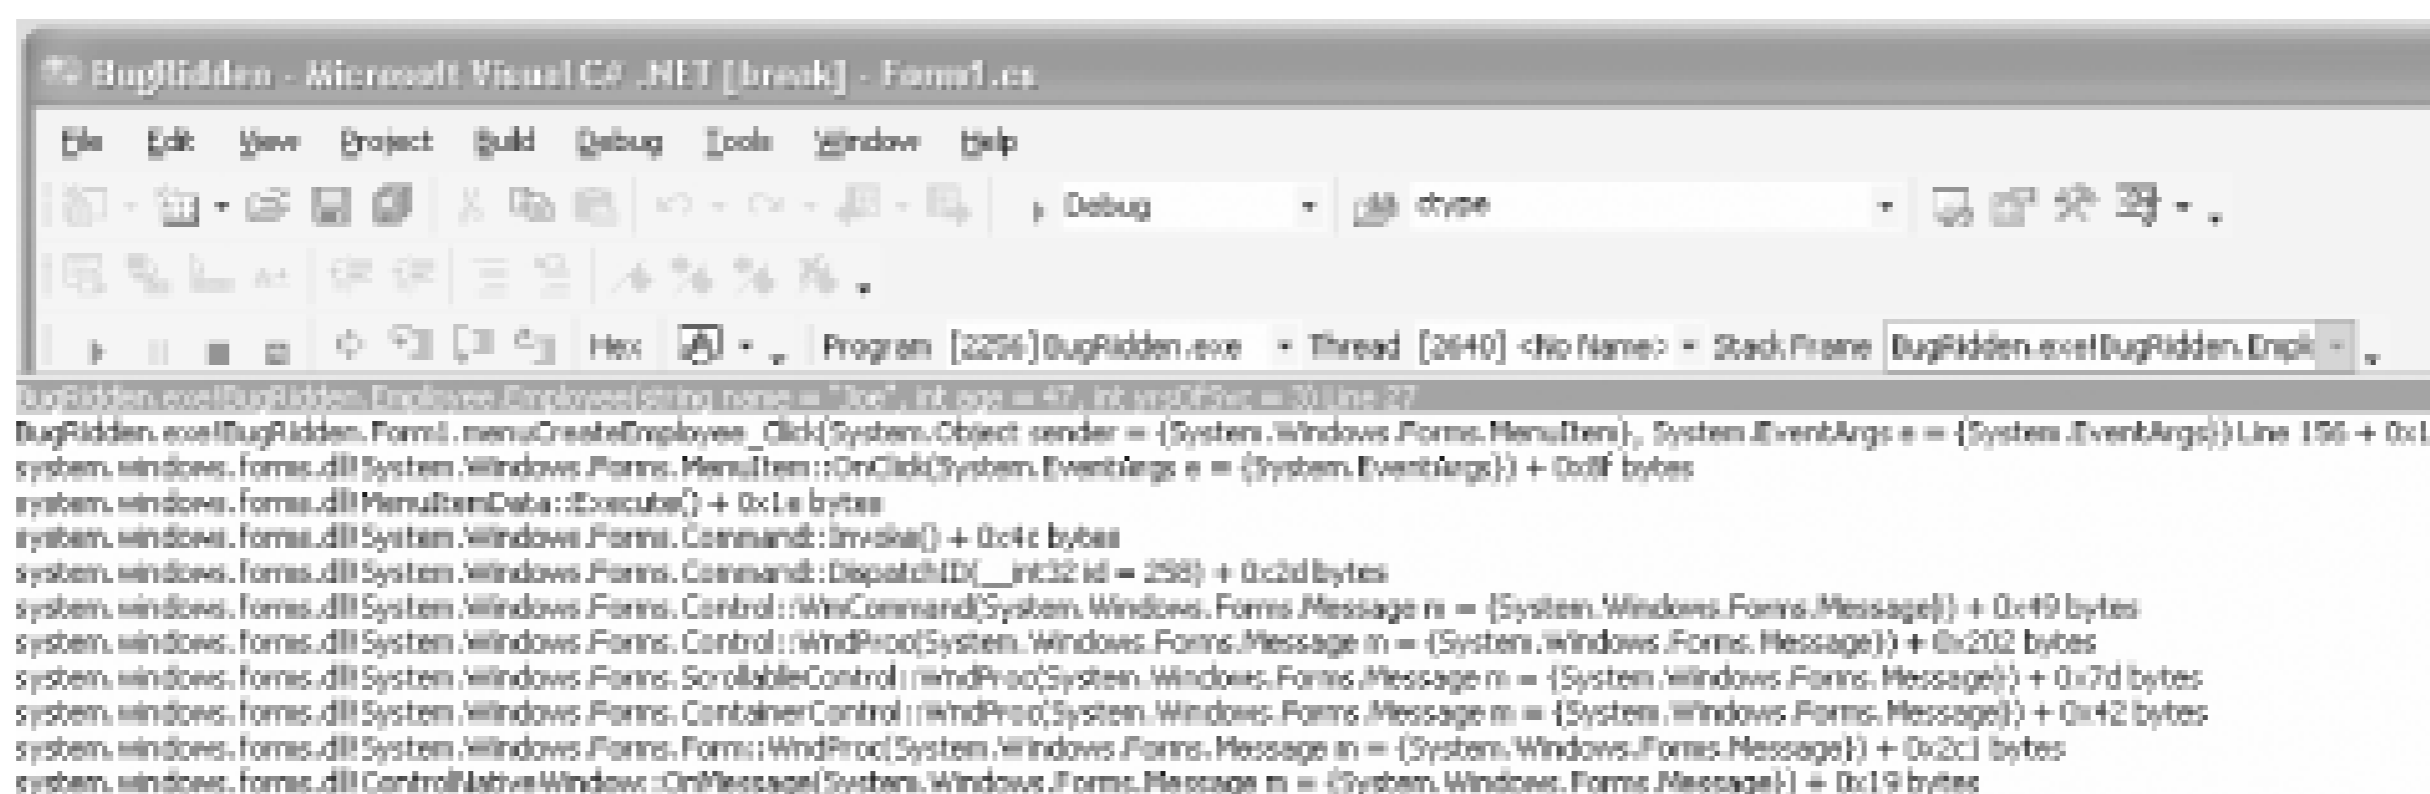 BugRidden - Microsoft Visual C# .NET [break] - Form1.cs
File Edit View Project Build Debug Tools Window Help
Debug dtype
Hex Program [2256] BugRidden.exe Thread [2640] <No Name> Stack Frame BugRidden.exe!BugRidden.Empl
BugRidden.exe!BugRidden.Employee.Employee(string name = "Joe", int age = 47, int yrsOfSvc = 3) Line 27
BugRidden.exe!BugRidden.Form1.menuCreateEmployee_Click(System.Object sender = {System.Windows.Forms.MenuItem}, System.EventArgs e = {System.EventArgs}) Line 156 + 0x1
system.windows.forms.dll!System.Windows.Forms.MenuItem::OnClick(System.EventArgs e = {System.EventArgs}) + 0x8f bytes
system.windows.forms.dll!MenuItemData::Execute() + 0x1e bytes
system.windows.forms.dll!System.Windows.Forms.Command::Invoke() + 0x4c bytes
system.windows.forms.dll!System.Windows.Forms.Command::DispatchID(__int32 id = 258) + 0x2d bytes
system.windows.forms.dll!System.Windows.Forms.Control::WmCommand(System.Windows.Forms.Message m = {System.Windows.Forms.Message}) + 0x49 bytes
system.windows.forms.dll!System.Windows.Forms.Control::WndProc(System.Windows.Forms.Message m = {System.Windows.Forms.Message}) + 0x202 bytes
system.windows.forms.dll!System.Windows.Forms.ScrollableControl::WndProc(System.Windows.Forms.Message m = {System.Windows.Forms.Message}) + 0x7d bytes
system.windows.forms.dll!System.Windows.Forms.ContainerControl::WndProc(System.Windows.Forms.Message m = {System.Windows.Forms.Message}) + 0x42 bytes
system.windows.forms.dll!System.Windows.Forms.Form::WndProc(System.Windows.Forms.Message m = {System.Windows.Forms.Message}) + 0x2c1 bytes
system.windows.forms.dll!ControlNativeWindow::OnMessage(System.Windows.Forms.Message m = {System.Windows.Forms.Message}) + 0x19 bytes